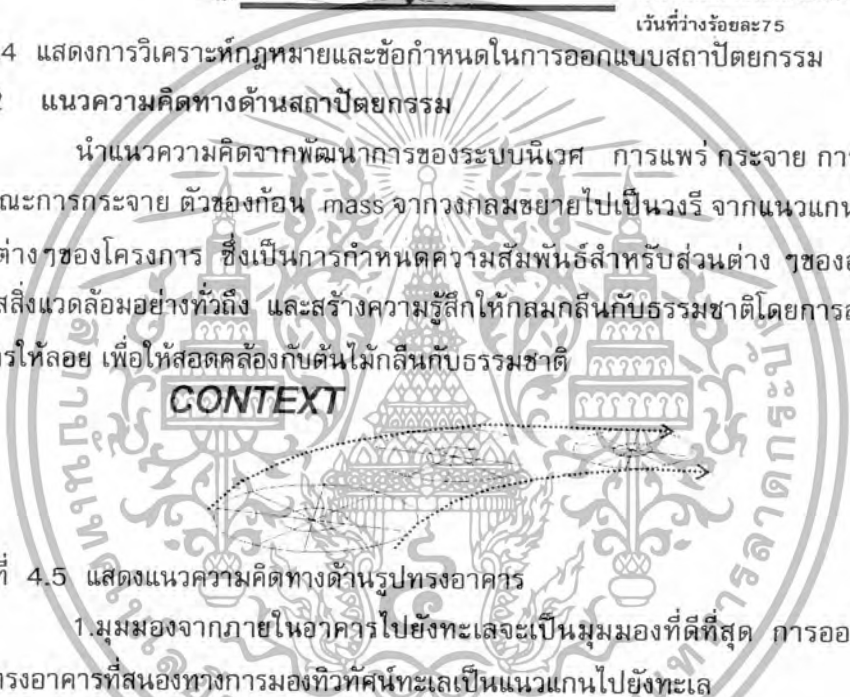 เว้นที่ว่างร้อยละ75
4 แสดงการวิเคราะห์กฎหมายและข้อกำหนดในการออกแบบสถาปัตยกรรม
2 แนวความคิดทางด้านสถาปัตยกรรม
นำแนวความคิดจากพัฒนาการของระบบนิเวศ การแพร่ กระจาย กา
ณะการกระจาย ตัวของก้อน mass จากวงกลมขยายไปเป็นวงรี จากแนวแกน
ต่างๆของโครงการ ซึ่งเป็นการกำหนดความสัมพันธ์สำหรับส่วนต่าง ๆของ
สสิ่งแวดล้อมอย่างทั่วถึง และสร้างความรู้สึกให้กลมกลืนกับธรรมชาติโดยการ
ารให้ลอย เพื่อให้สอดคล้องกับต้นไม้กลืนกับธรรมชาติ
CONTEXT
ที่ 4.5 แสดงแนวความคิดทางด้านรูปทรงอาคาร
1.มุมมองจากภายในอาคารไปยังทะเลจะเป็นมุมมองที่ดีที่สุด การออ
ทรงอาคารที่สนองทางการมองทิวทัศน์ทะเลเป็นแนวแกนไปยังทะเล